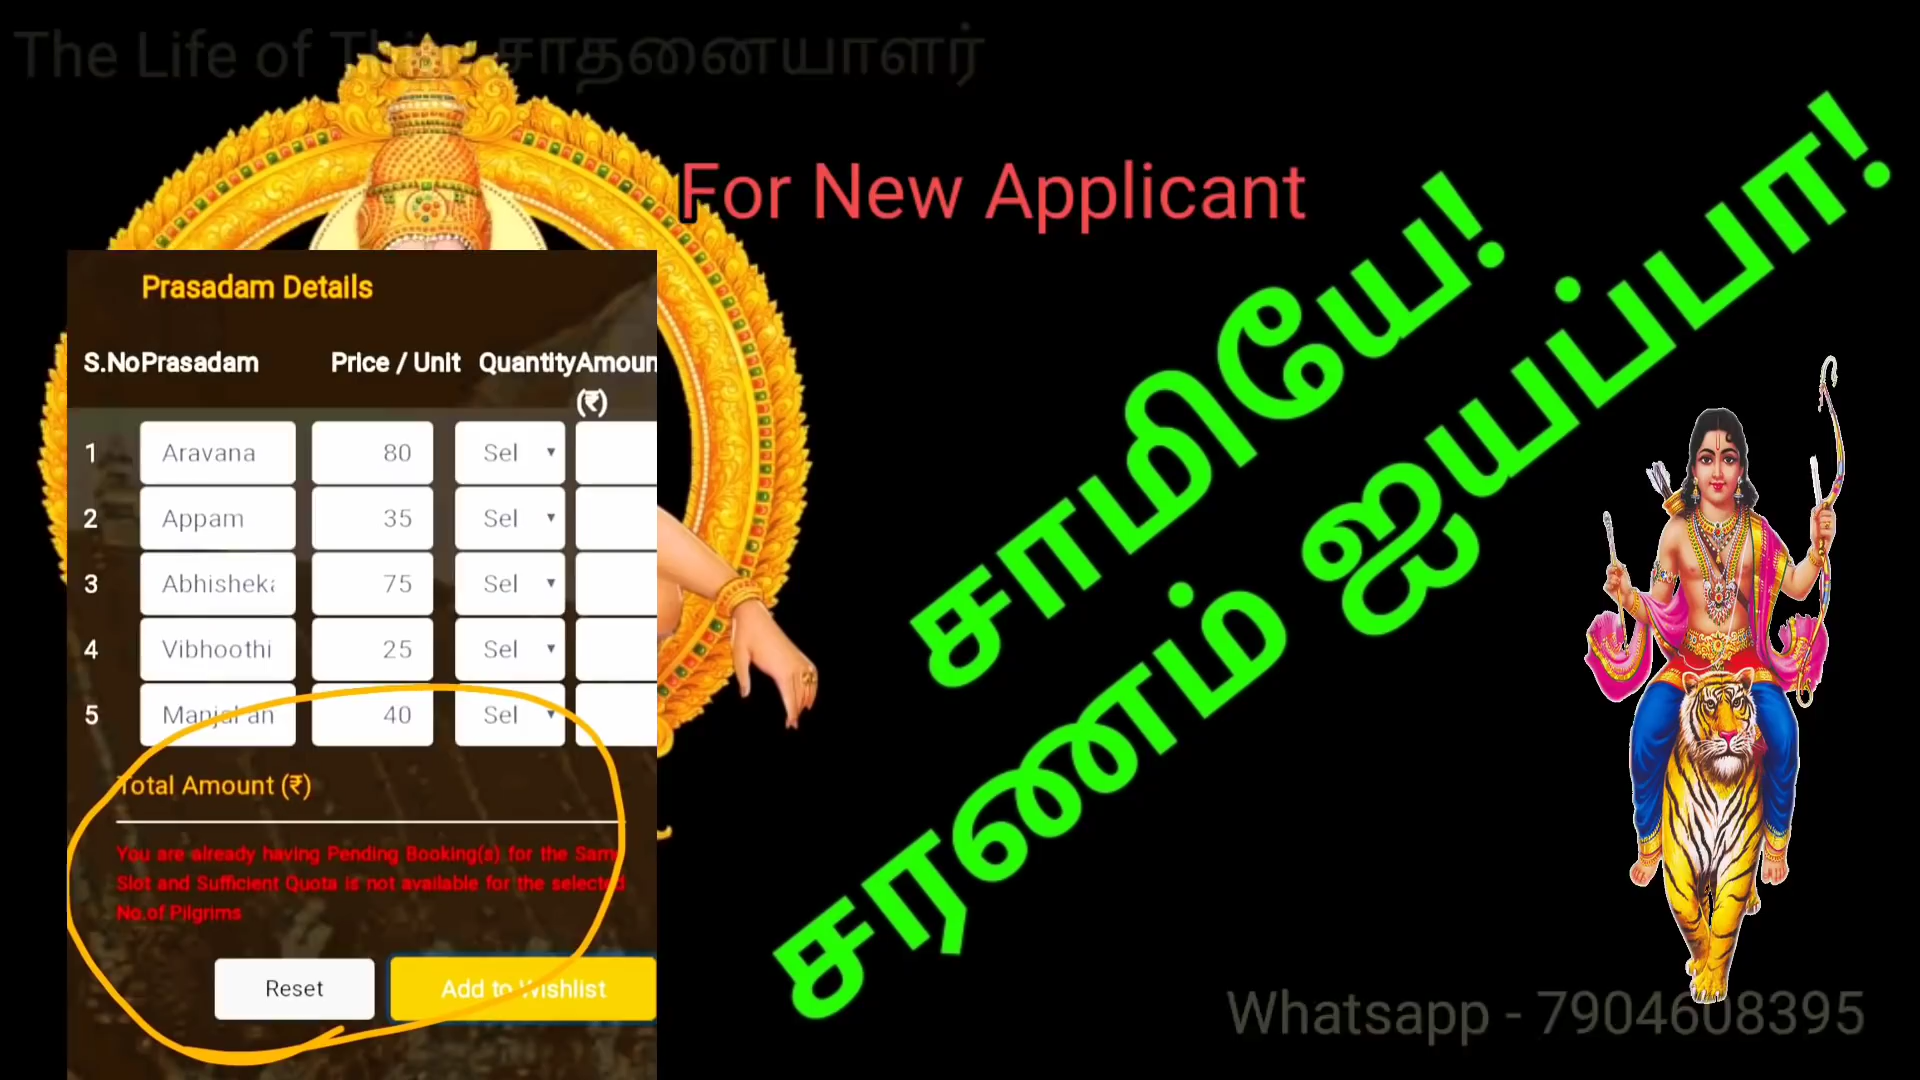 The Life of Thiru சாதனையாளர்
For New Applicant
சாமியே!
சரணம் ஐயப்பா!
Prasadam Details
S.No Prasadam Price / Unit Quantity Amoun
(₹)
1 Aravana 80 Sel
2 Appam 35 Sel
3 Abhisheka 75 Sel
4 Vibhoothi 25 Sel
5 Manjal an 40 Sel
Total Amount (₹)
You are already having Pending Booking(s) for the Same
Slot and Sufficient Quota is not available for the selected
No.of Pilgrims
Reset Add to Wishlist
Whatsapp - 7904608395